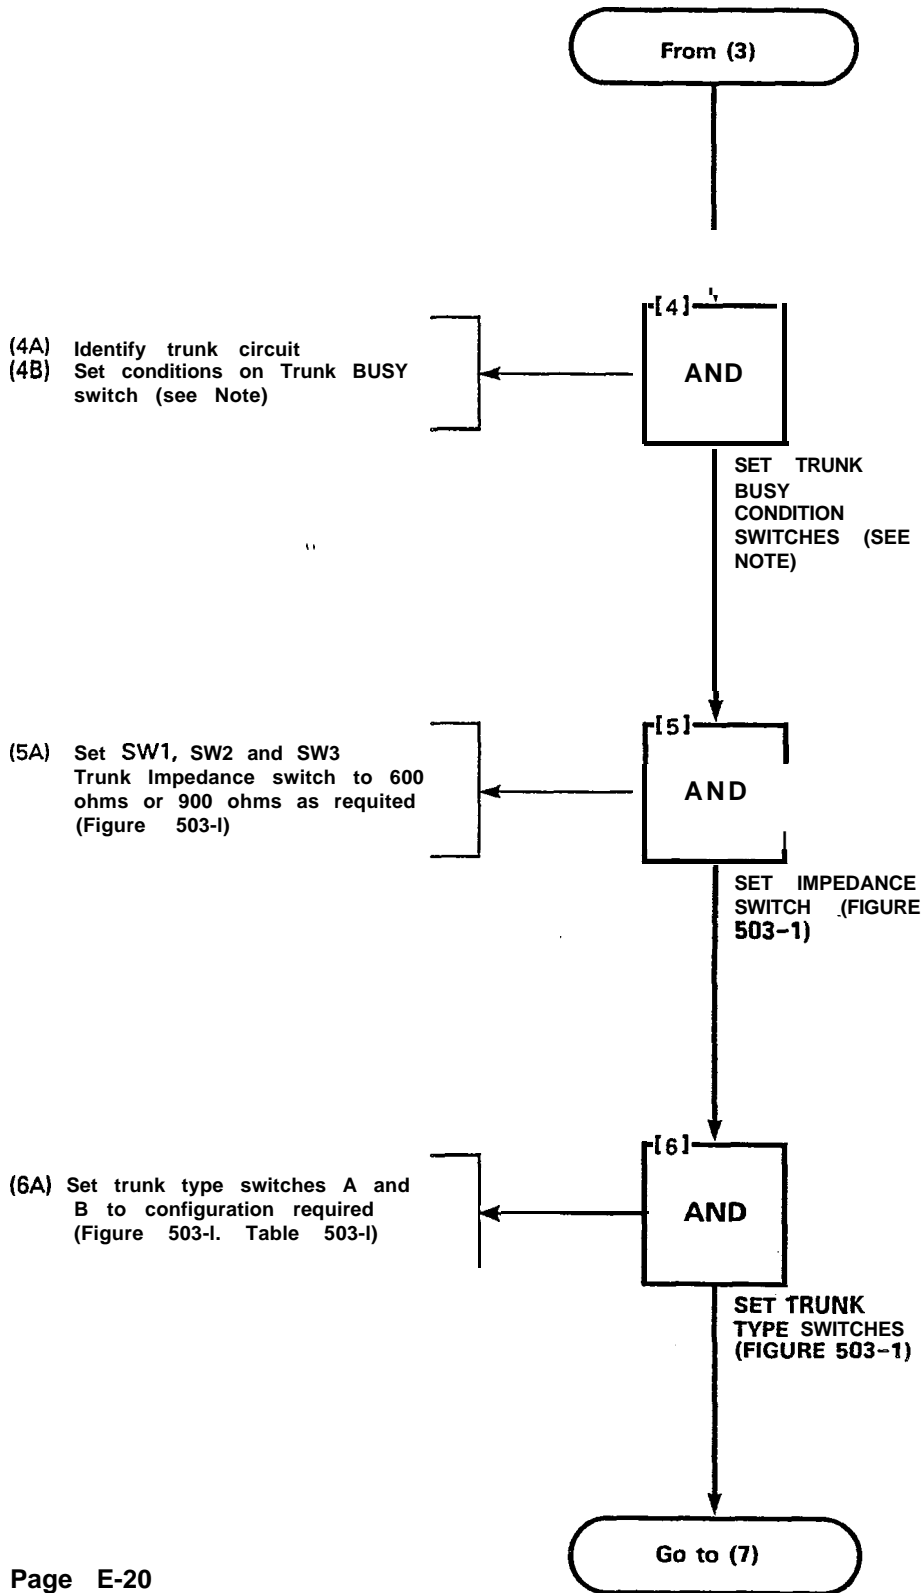 From (3)
[4]
(4A) Identify trunk circuit
(4B) Set conditions on Trunk BUSY
switch (see Note)
AND
SET TRUNK
BUSY
CONDITION
SWITCHES (SEE
NOTE)
[5]
(5A) Set SW1, SW2 and SW3
Trunk Impedance switch to 600
ohms or 900 ohms as requited
(Figure 503-I)
AND
SET IMPEDANCE
SWITCH (FIGURE
503-1)
[6]
(6A) Set trunk type switches A and
B to configuration required
(Figure 503-I. Table 503-I)
AND
SET TRUNK
TYPE SWITCHES
(FIGURE 503-1)
Go to (7)
Page E-20